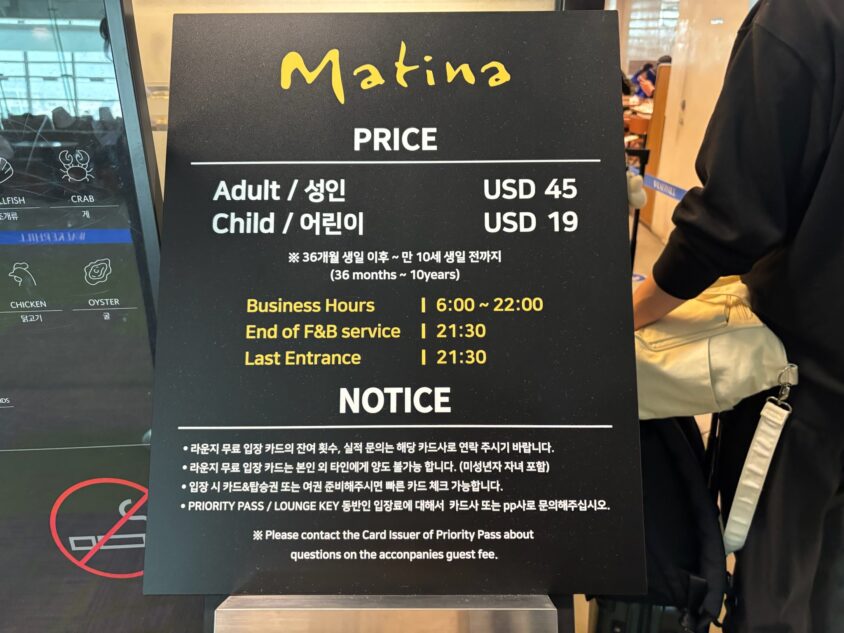 Matina
PRICE
Adult / 성인 USD 45
Child / 어린이 USD 19
※ 36개월 생일 이후 ~ 만 10세 생일 전까지
(36 months ~ 10years)
Business Hours | 6:00 ~ 22:00
End of F&B service | 21:30
Last Entrance | 21:30
NOTICE
• 라운지 무료 입장 카드의 잔여 횟수, 실적 문의는 해당 카드사로 연락 주시기 바랍니다.
• 라운지 무료 입장 카드는 본인 외 타인에게 양도 불가능 합니다. (미성년자 자녀 포함)
• 입장 시 카드&탑승권 또는 여권 준비해주시면 빠른 카드 체크 가능합니다.
• PRIORITY PASS / LOUNGE KEY 동반인 입장료에 대해서 카드사 또는 pp사로 문의해주십시오.
※ Please contact the Card Issuer of Priority Pass about
questions on the acconpanies guest fee.
CRAB
게
CHICKEN
닭고기
OYSTER
굴